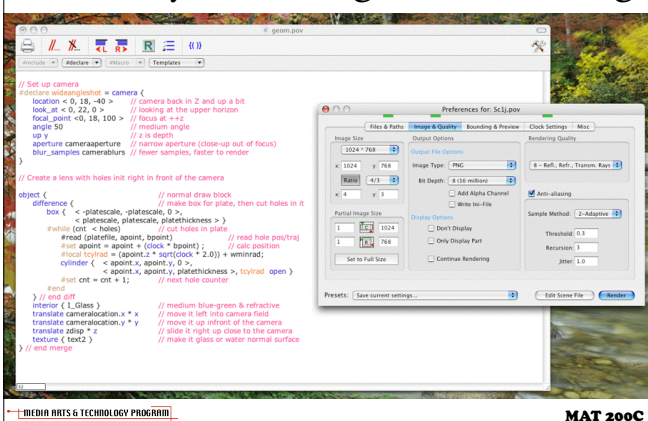 geom.pov
#include
#declare
#Macro
Templates
// Set up camera
#declare wideangleshot = camera {
location < 0, 18, -40 > // camera back in Z and up a bit
look_at < 0, 22, 0 > // looking at the upper horizon
focal_point <0, 18, 100 > // focus at ++z
angle 50 // medium angle
up y // z is depth
aperture cameraaperture // narrow aperture (close-up out of focus)
blur_samples camerablurs // fewer samples, faster to render
}
// Create a lens with holes init right in front of the camera
object { // normal draw block
difference { // make box for plate, then cut holes in it
box { < -platescale, -platescale, 0 >,
< platescale, platescale, platethickness > }
#while (cnt < holes) // cut holes in plate
#read (platefile, apoint, bpoint) // read hole pos/traj
#set apoint = apoint + (clock * bpoint) ; // calc position
#local tcylrad = (apoint.z * sqrt(clock * 2.0)) + wminrad;
cylinder { < apoint.x, apoint.y, 0 >,
< apoint.x, apoint.y, platethickness >, tcylrad open }
#set cnt = cnt + 1; // next hole counter
#end
} // end diff
interior { I_Glass } // medium blue-green & refractive
translate cameralocation.x * x // move it left into camera field
translate cameralocation.y * y // move it up infront of the camera
translate zdisp * z // slide it right up close to the camera
texture { text2 } // make it glass or water normal surface
} // end merge
Preferences for: Sc1j.pov
Files & Paths Image & Quality Bounding & Preview Clock Settings Misc
Image Size
1024 * 768
x: 1024 y: 768
Ratio 4/3
x: 4 y: 3
Partial Image Size
1 1024
1 768
Set to Full Size
Output Options
Output File Options
Image Type: PNG
Bit Depth: 8 (16 million)
Add Alpha Channel
Write Ini-File
Display Options
Don't Display
Only Display Part
Continue Rendering
Rendering Quality
8 - Refl., Refr., Transm. Rays
Anti-aliasing
Sample Method: 2-Adaptive
Threshold: 0.3
Recursion: 3
Jitter: 1.0
Presets: Save current settings...
Edit Scene File
Render
MEDIA ARTS & TECHNOLOGY PROGRAM
MAT 200C